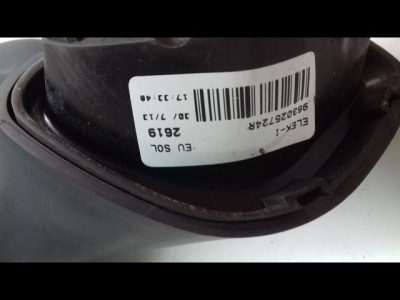 ELEK-I EU SOL
963025724R 2619
30/ 7/13
17:33:48